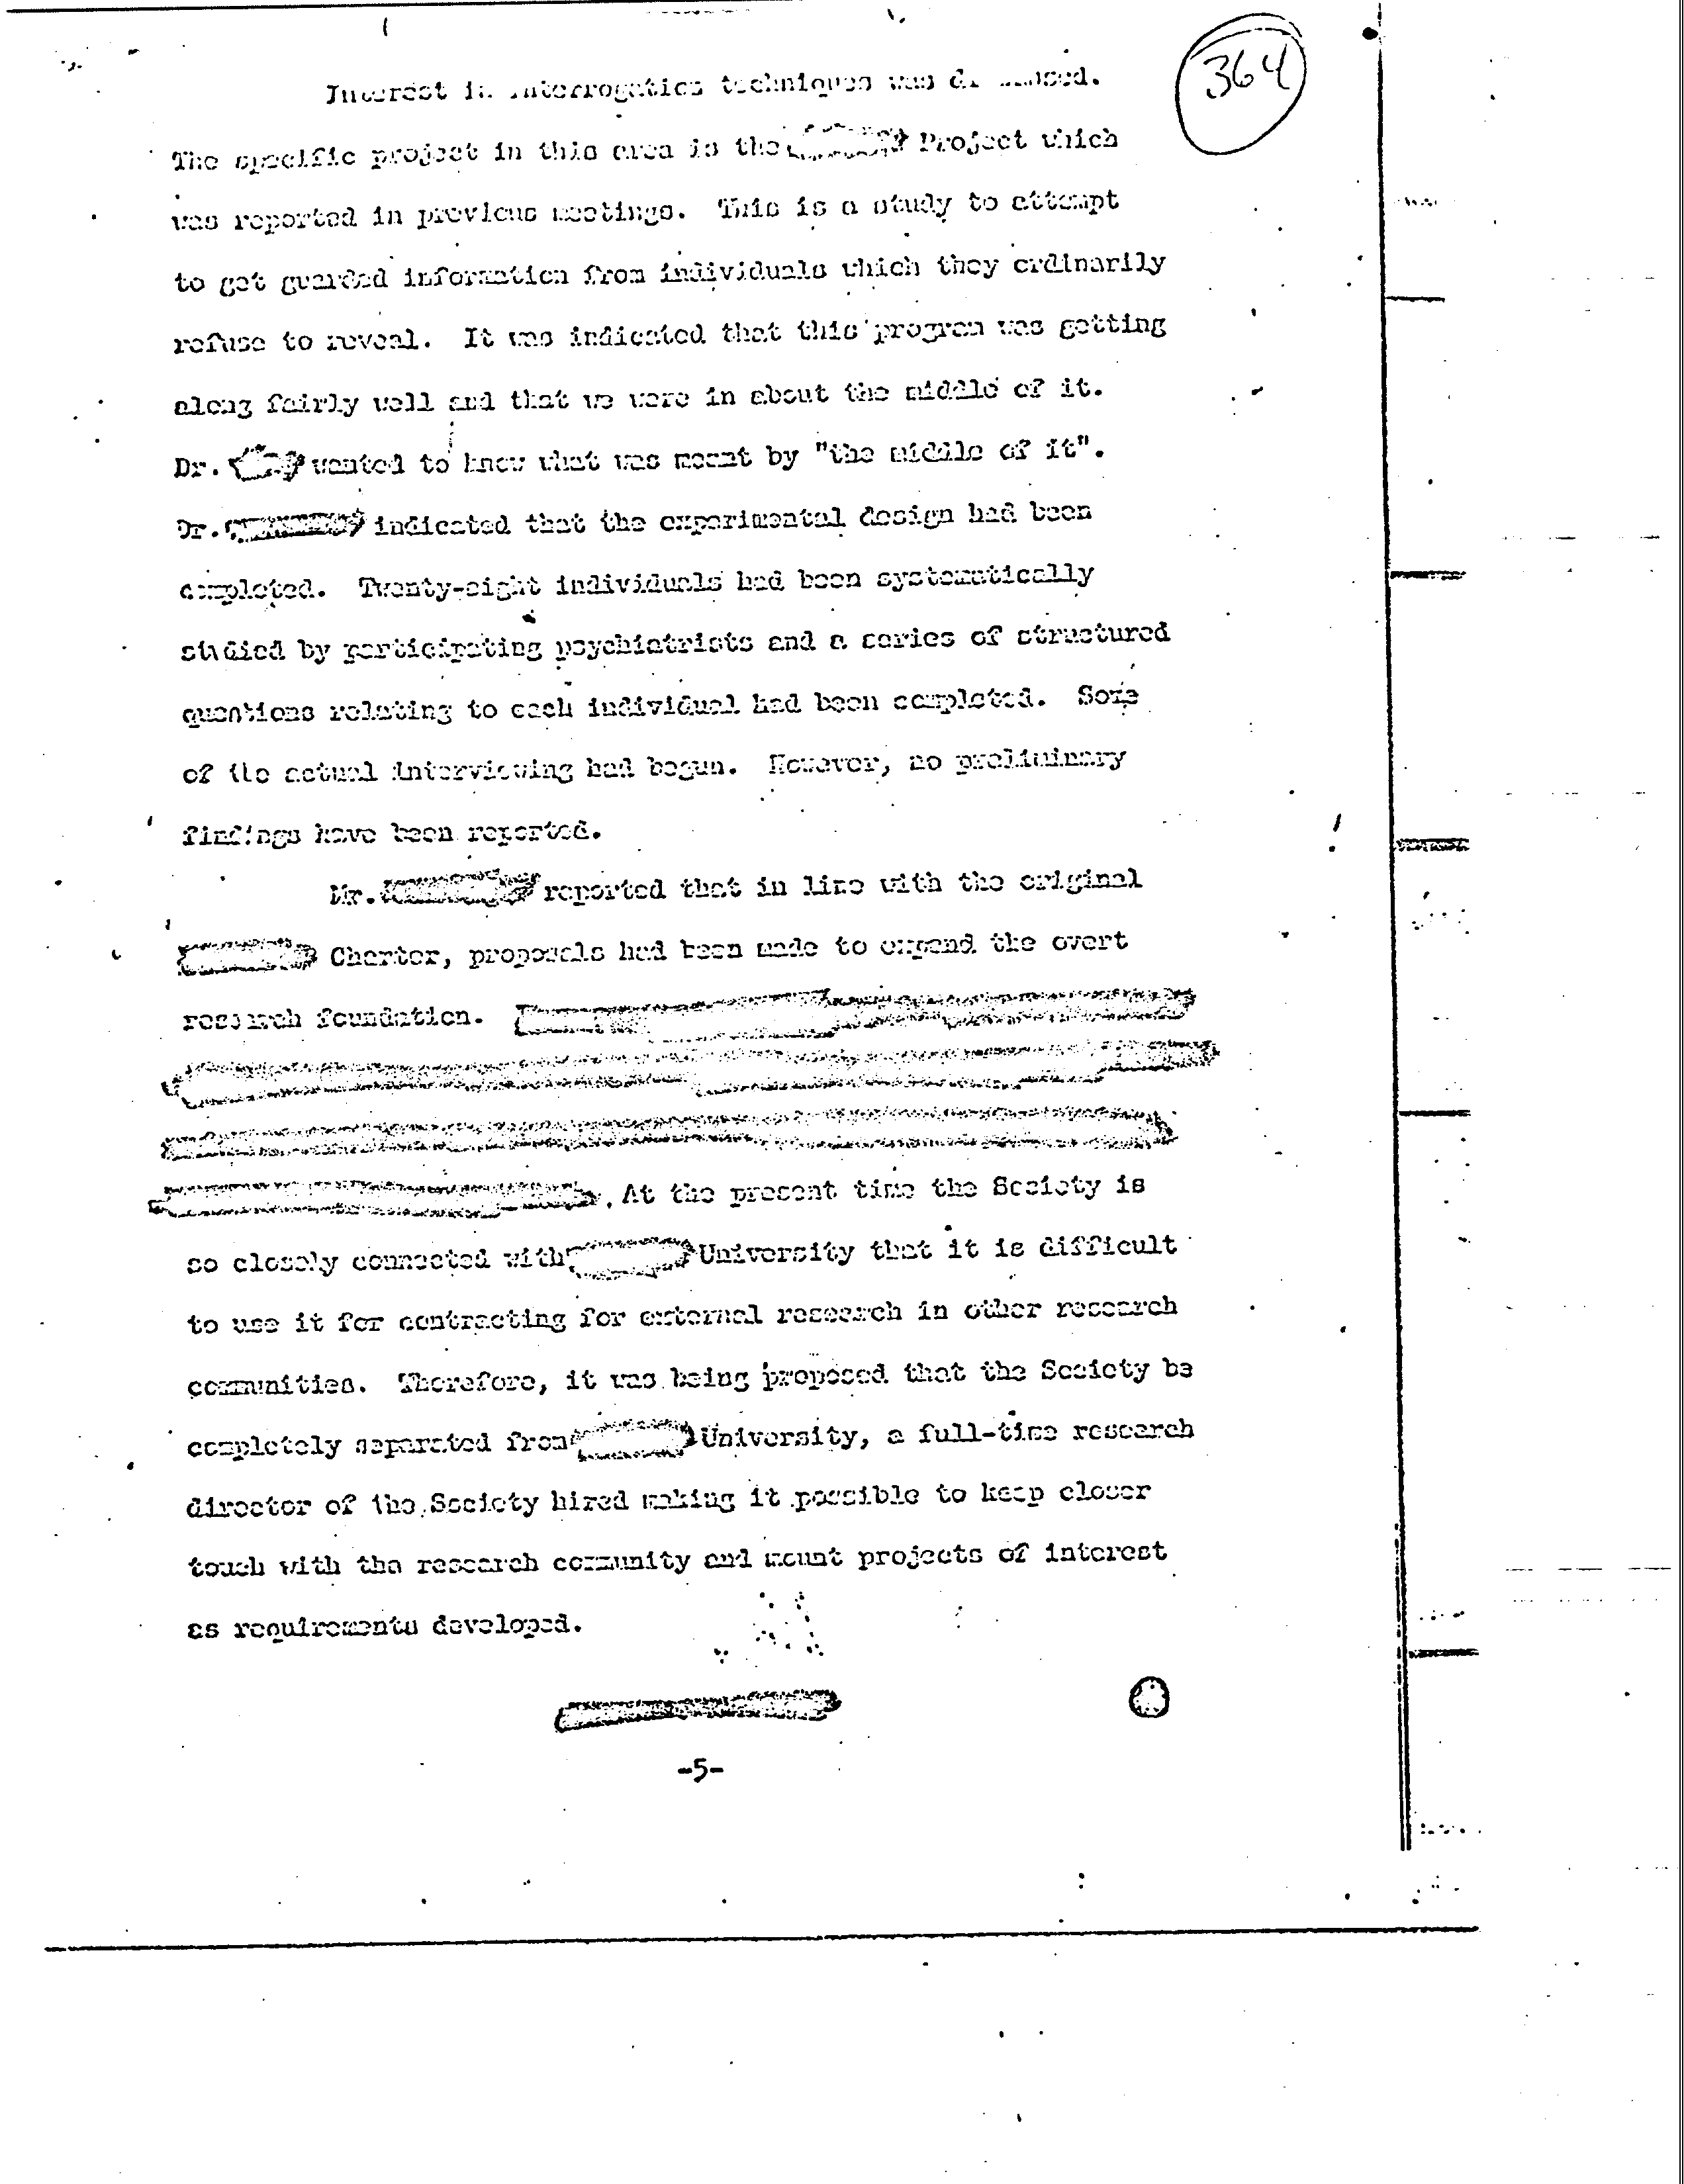 364
Interest in interrogation techniques was discussed.
The specific project in this area is the Project which
was reported in previous meetings. This is a study to attempt
to get guarded information from individuals which they ordinarily
refuse to reveal. It was indicated that this program was getting
along fairly well and that we were in about the middle of it.
Dr. wanted to know what was meant by "the middle of it".
Dr. indicated that the experimental design had been
completed. Twenty-eight individuals had been systematically
studied by participating psychiatrists and a series of structured
questions relating to each individual had been completed. Some
of the actual interviewing had begun. However, no preliminary
findings have been reported.
Mr. reported that in line with the original
Charter, proposals had been made to expand the overt
research foundation.
At the present time the Society is
so closely connected with University that it is difficult
to use it for contracting for external research in other research
communities. Therefore, it was being proposed that the Society be
completely separated from University, a full-time research
director of the Society hired making it possible to keep closer
touch with the research community and mount projects of interest
as requirements developed.
-5-